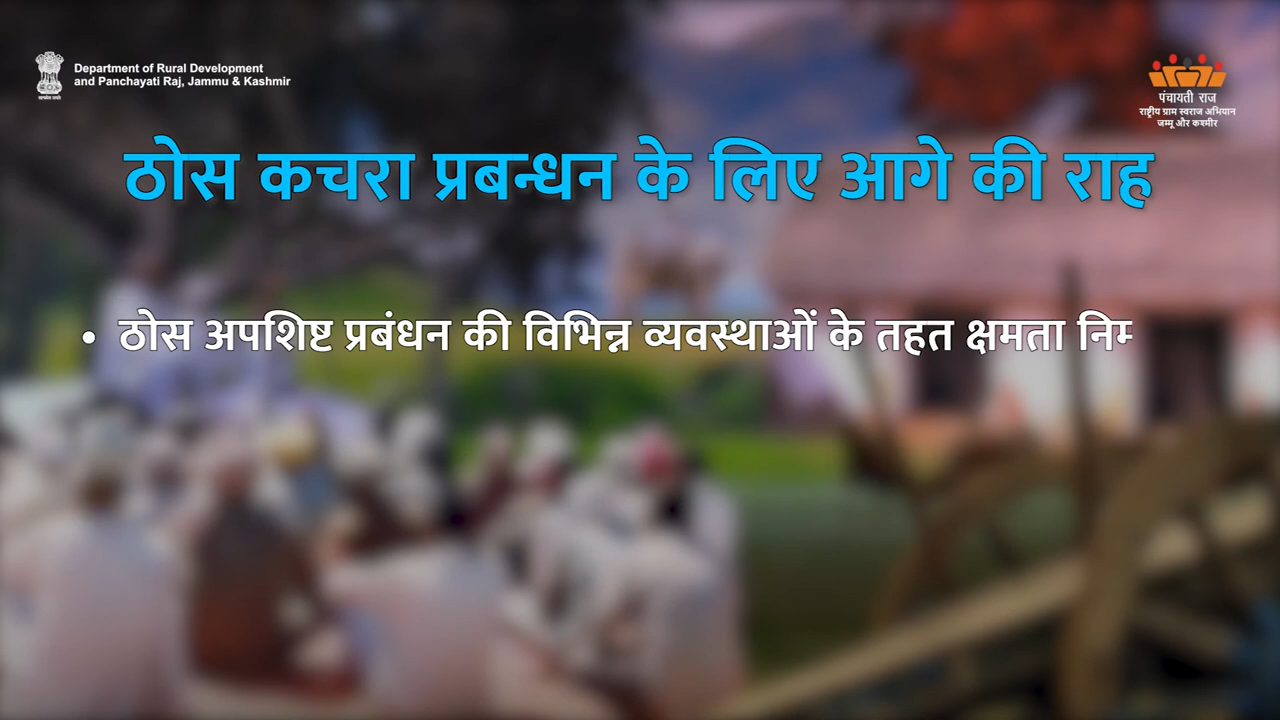 Department of Rural Development
and Panchayati Raj, Jammu & Kashmir
पंचायती राज
राष्ट्रीय ग्राम स्वराज अभियान
जम्मू और कश्मीर
ठोस कचरा प्रबन्धन के लिए आगे की राह
• ठोस अपशिष्ट प्रबंधन की विभिन्न व्यवस्थाओं के तहत क्षमता